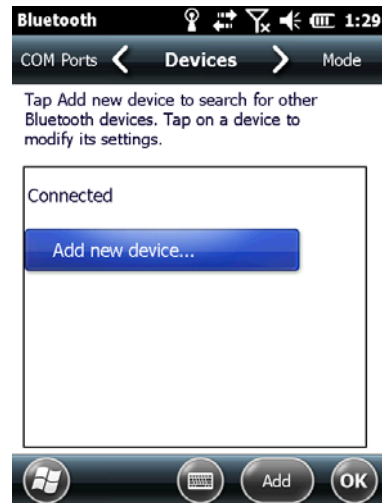 Bluetooth 1:29
COM Ports Devices Mode
Tap Add new device to search for other
Bluetooth devices. Tap on a device to
modify its settings.
Connected
Add new device...
Add OK